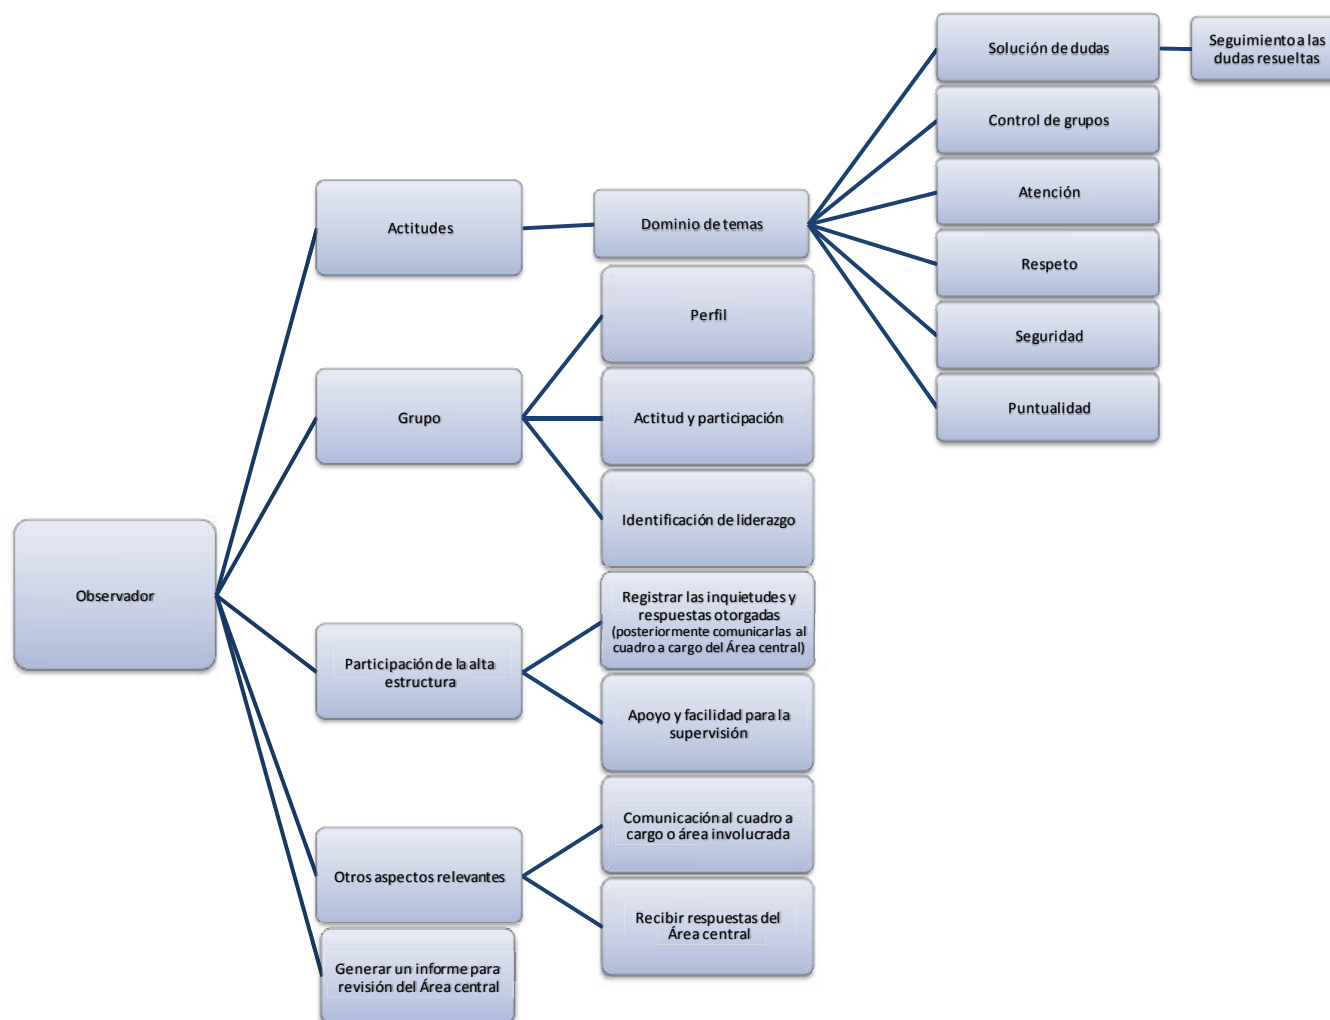 Observador
Actitudes
Dominio de temas
Solución de dudas
Seguimiento a las
dudas resueltas
Control de grupos
Atención
Respeto
Seguridad
Puntualidad
Grupo
Perfil
Actitud y participación
Identificación de liderazgo
Participación de la alta
estructura
Registrar las inquietudes y
respuestas otorgadas
(posteriormente comunicarlas al
cuadro a cargo del Área central)
Apoyo y facilidad para la
supervisión
Otros aspectos relevantes
Comunicación al cuadro a
cargo o área involucrada
Recibir respuestas del
Área central
Generar un informe para
revisión del Área central